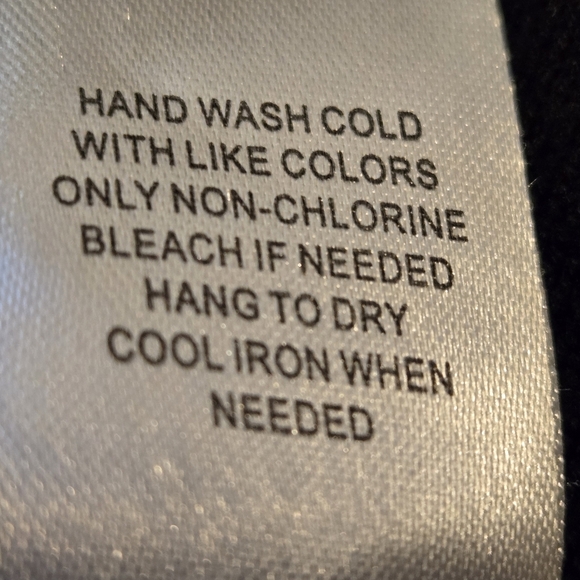 HAND WASH COLD
WITH LIKE COLORS
ONLY NON-CHLORINE
BLEACH IF NEEDED
HANG TO DRY
COOL IRON WHEN
NEEDED